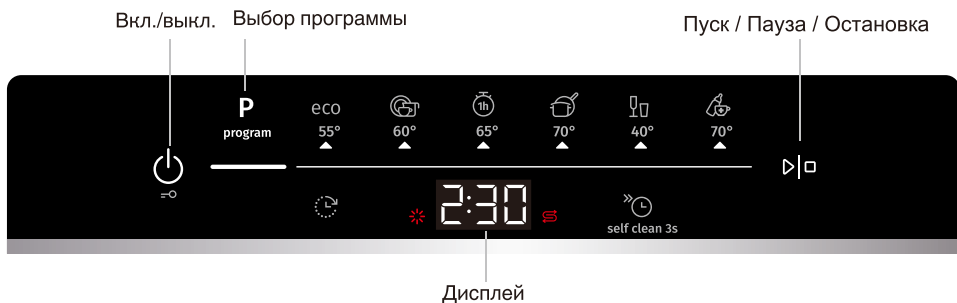 Вкл./выкл. Выбор программы Пуск / Пауза / Остановка
P eco 1h
program 55° 60° 65° 70° 40° 70°
2:30
self clean 3s
Дисплей